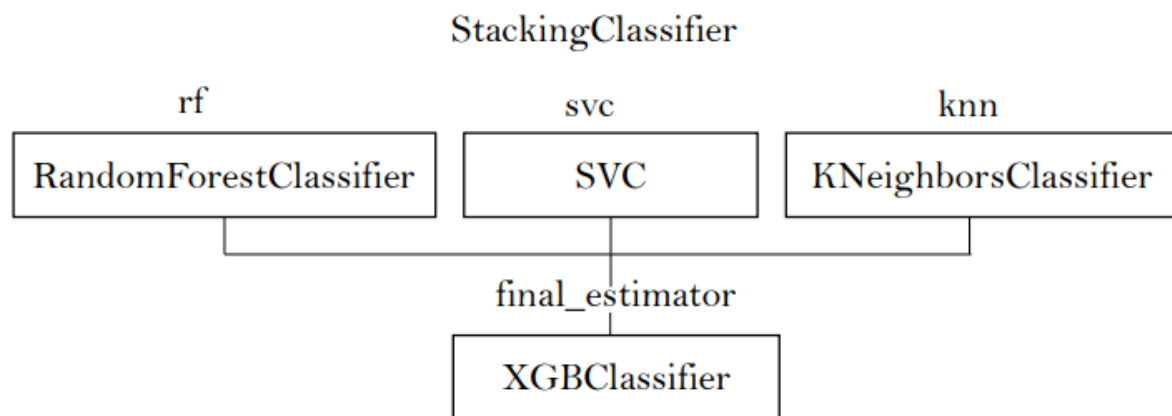 StackingClassifier
rf
svc
knn
RandomForestClassifier
SVC
KNeighborsClassifier
final_estimator
XGBClassifier